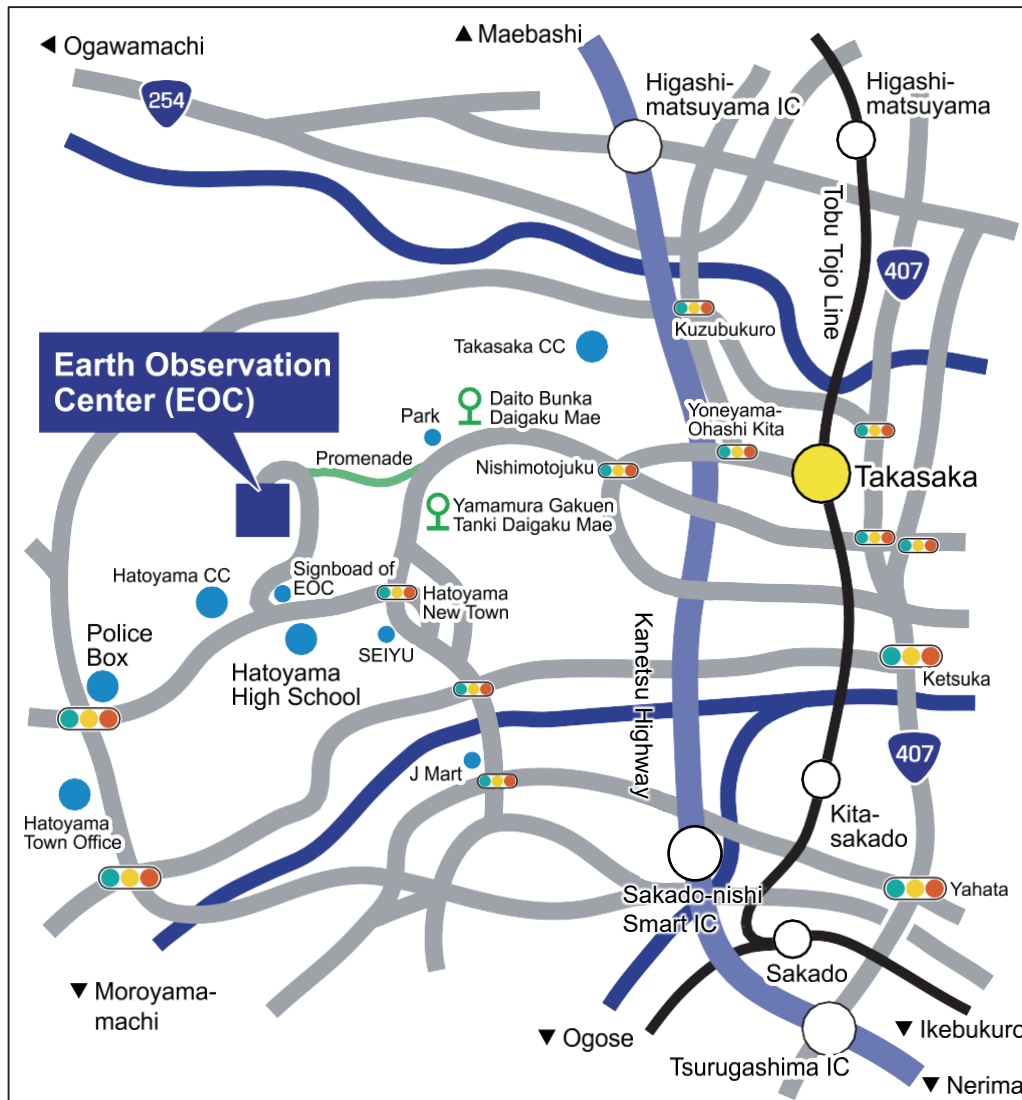 Ogawamachi
Maebashi
254
Higashi-
matsuyama IC
Higashi-
matsuyama
Tobu Tojo Line
407
Kuzubukuro
Earth Observation
Center (EOC)
Takasaka CC
Daito Bunka
Daigaku Mae
Park
Yoneyama-
Ohashi Kita
Promenade
Nishimotojuku
Takasaka
Yamamura Gakuen
Tanki Daigaku Mae
Hatoyama CC
Signboad of
EOC
Hatoyama
New Town
Police
Box
SEIYU
Hatoyama
High School
Kanetsu Highway
Ketsuka
407
J Mart
Hatoyama
Town Office
Kita-
sakado
Sakado-nishi
Smart IC
Yahata
Sakado
Moroyama-
machi
Ogose
Ikebukuro
Tsurugashima IC
Nerima